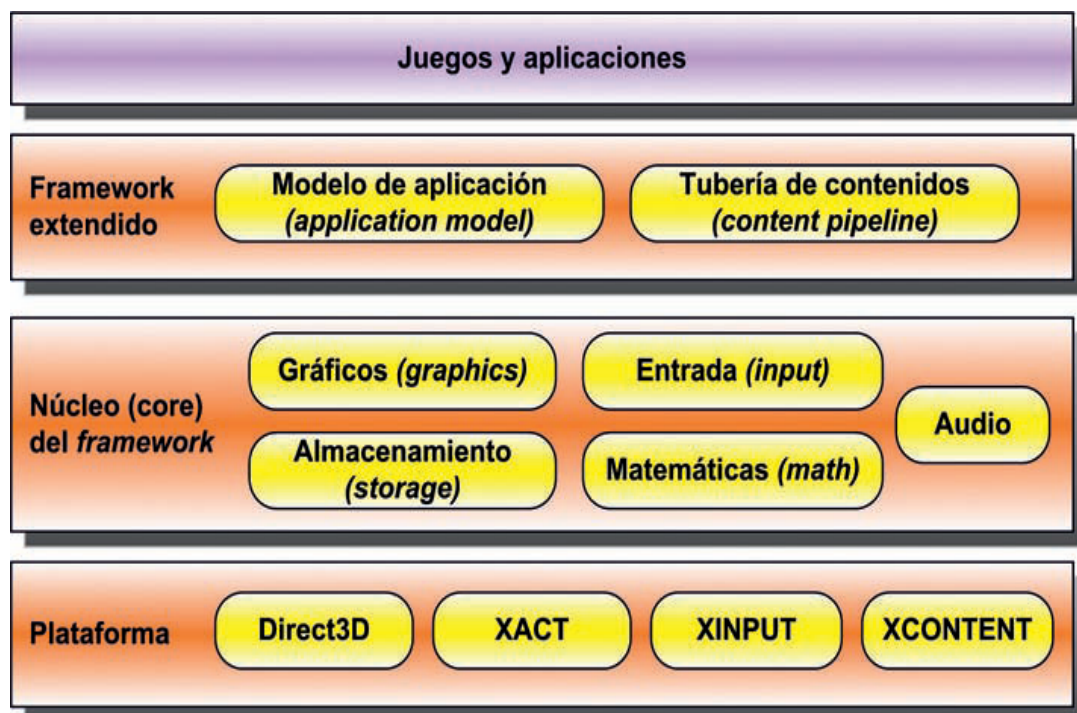 Juegos y aplicaciones
Framework
extendido
Modelo de aplicación
(application model)
Tubería de contenidos
(content pipeline)
Núcleo (core)
del framework
Gráficos (graphics)
Entrada (input)
Audio
Almacenamiento
(storage)
Matemáticas (math)
Plataforma
Direct3D
XACT
XINPUT
XCONTENT